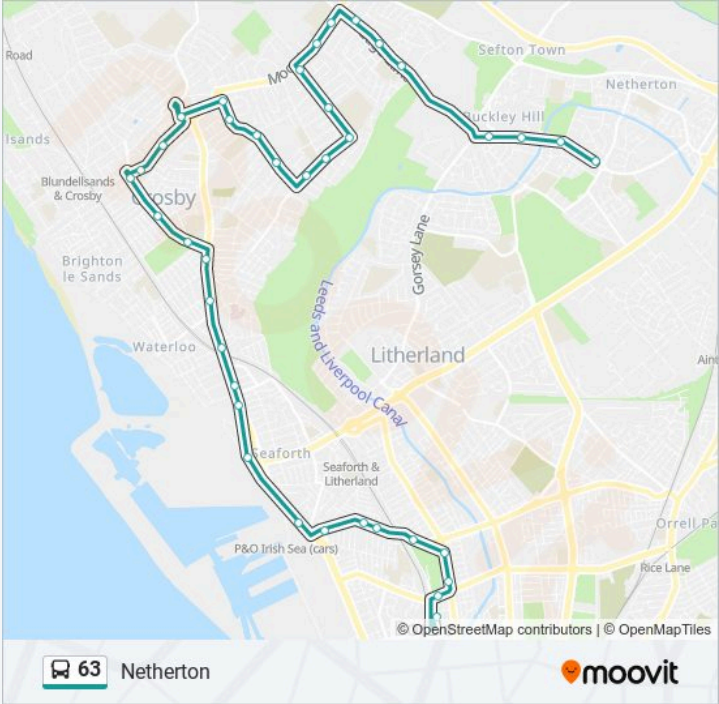 Sefton Town
Road
Netherton
Buckley Hill
lsands
Blundellsands
& Crosby
Crosby
Gorsey Lane
Brighton
le Sands
Leeds and Liverpool Canal
Waterloo
Litherland
Seaforth
Seaforth &
Litherland
Orrell Pa
P&O Irish Sea (cars)
Rice Lane
© OpenStreetMap contributors | © OpenMapTiles
63 Netherton
moovit